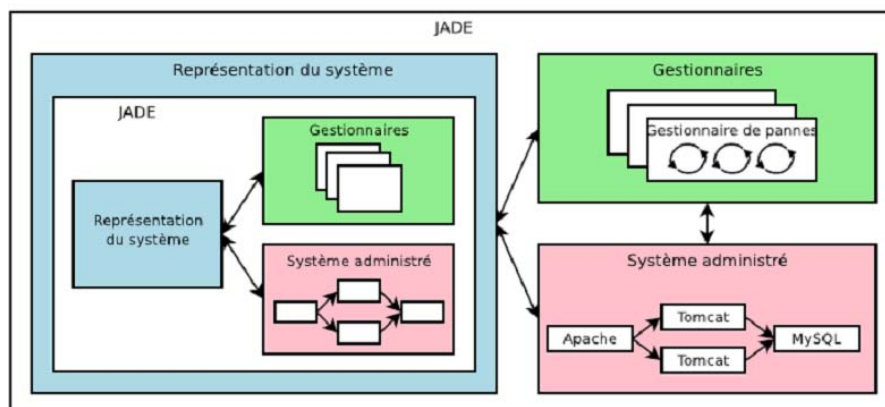 JADE
Représentation du système
JADE
Gestionnaires
Représentation
du système
Système administré
Gestionnaires
Gestionnaire de pannes
Système administré
Apache
Tomcat
Tomcat
MySQL